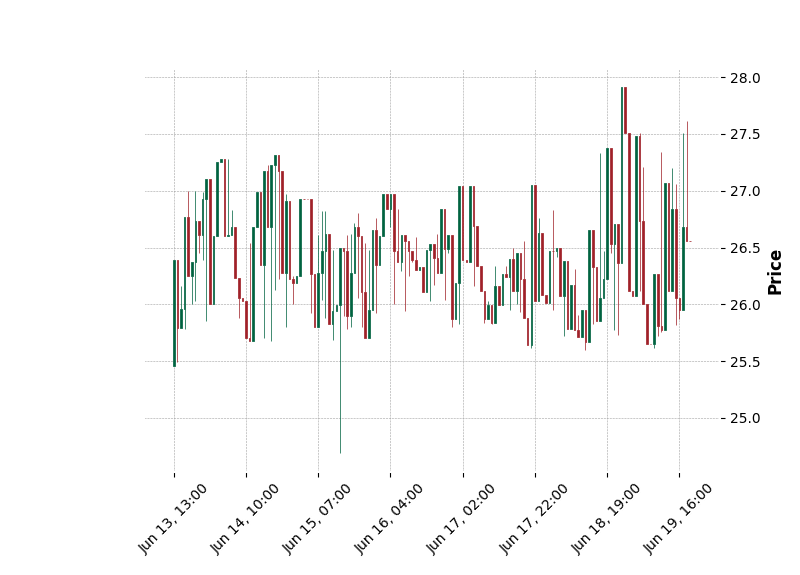 28.0
27.5
27.0
26.5
26.0
25.5
25.0
Price
Jun 13, 13:00
Jun 14, 10:00
Jun 15, 07:00
Jun 16, 04:00
Jun 17, 02:00
Jun 17, 22:00
Jun 18, 19:00
Jun 19, 16:00